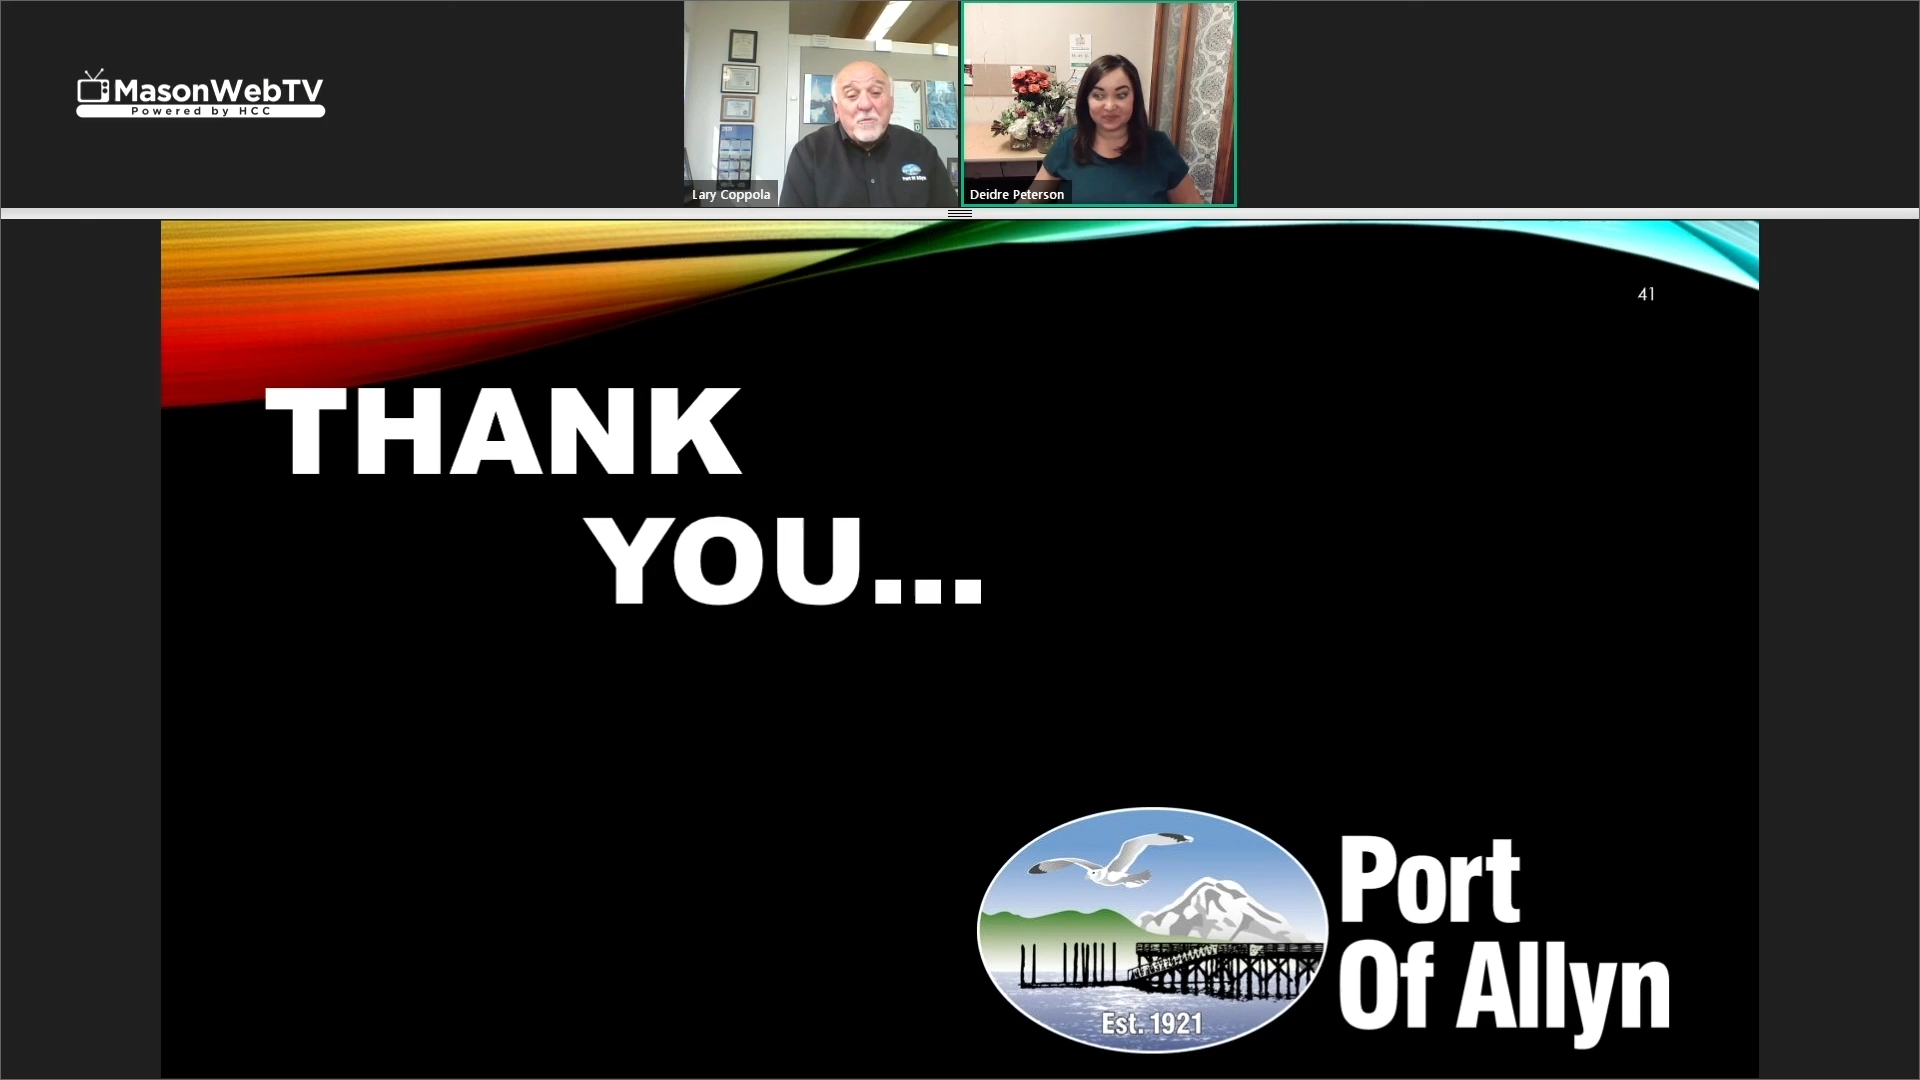 MasonWebTV
Powered by HCC
Lary Coppola
Deidre Peterson
41
THANK
YOU...
Est. 1921
Port
Of Allyn